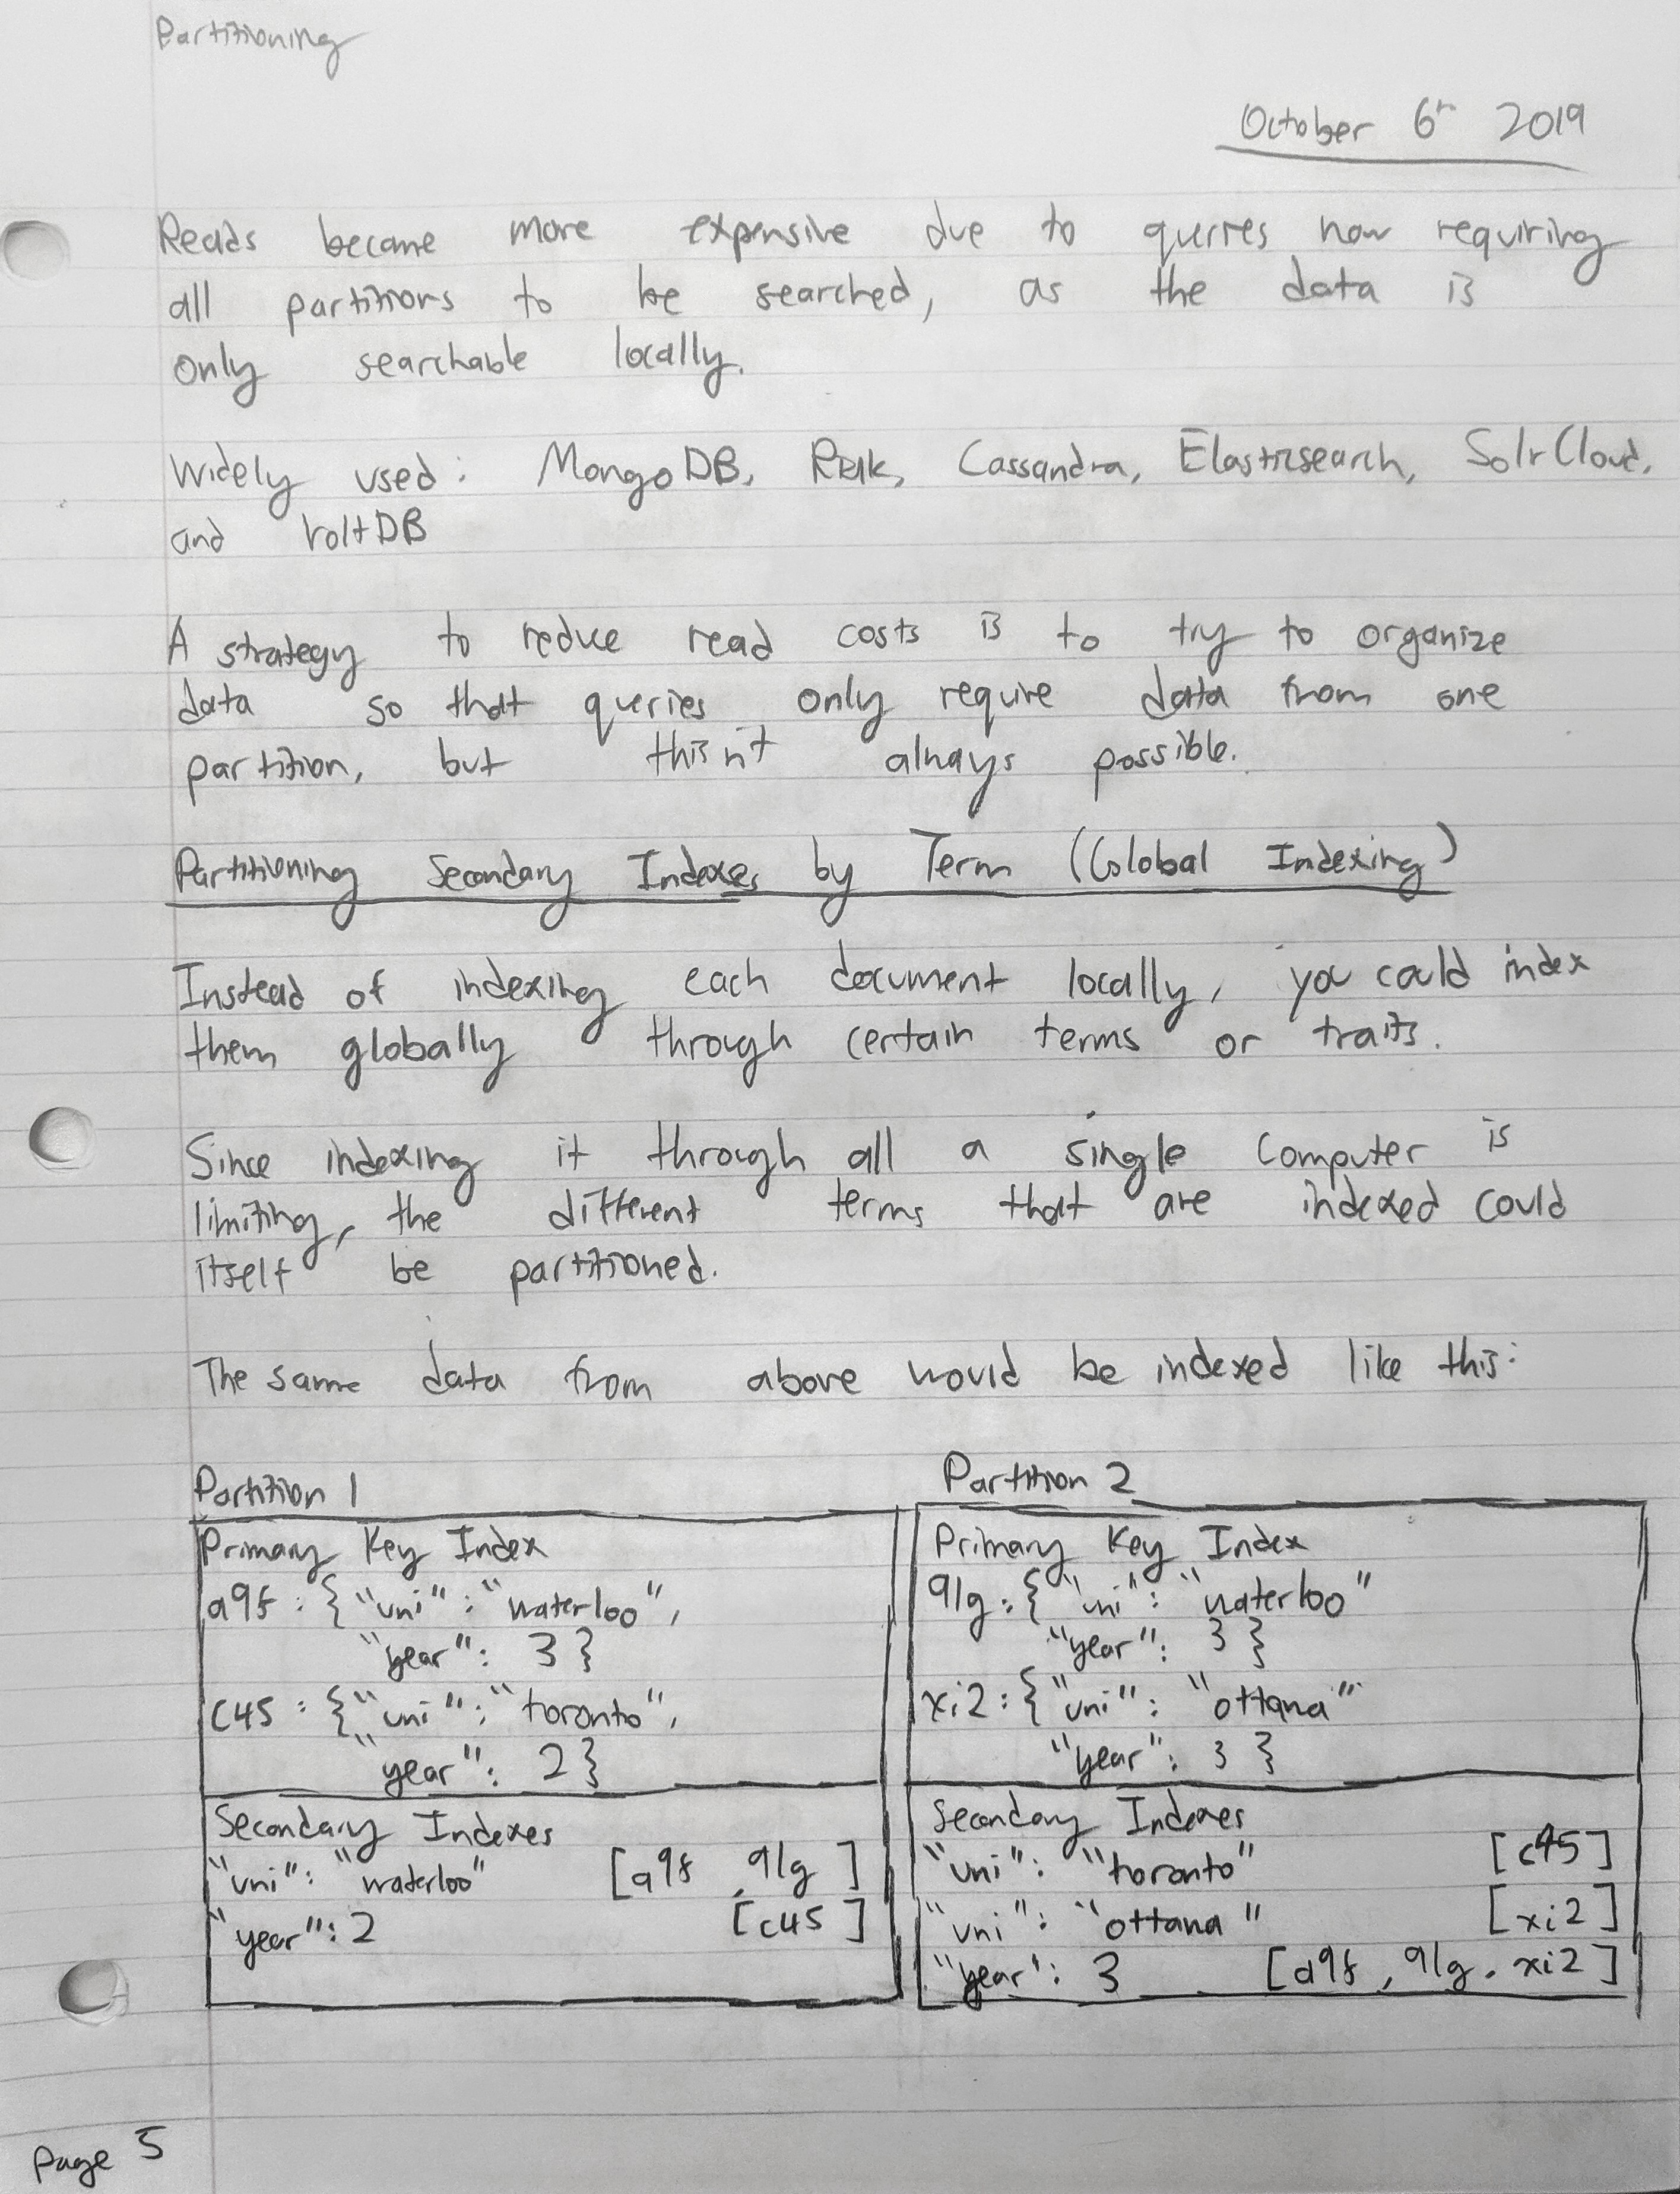 Partitioning
October 6th 2019
Reads became more expensive due to querries now requiring
all partitions to be searched, as the data is
only searchable locally.
Widely used: MongoDB, Riak, Cassandra, Elasticsearch, SolrCloud,
and VoltDB
A strategy to reduce read costs is to try to organize
data so that queries only require data from one
partition, but thisn't always possible.
Partitioning Secondary Indexes by Term (Global Indexing)
Instead of indexing each document locally, you could index
them globally through certain terms or traits.
Since indexing it through all a single computer is
limiting, the different terms that are indexed could
itself be partitioned.
The same data from above would be indexed like this:
Partition 1
Primary Key Index
a9f : {"uni" : "waterloo",
"year" : 3 }
c45 : {"uni" : "toronto",
"year" : 2}
Secondary Indexes
"uni" : "waterloo" [a9f , 91g ]
"year" : 2 [c45 ]
Partition 2
Primary Key Index
91g : { "uni" : "waterloo"
"year" : 3 }
xi2 : { "uni" : "ottawa"
"year" : 3 }
Secondary Indexes
"uni" : "toronto" [c45]
"uni" : "ottawa" [xi2]
"year' : 3 [a9f , 91g , xi2 ]
Page 5